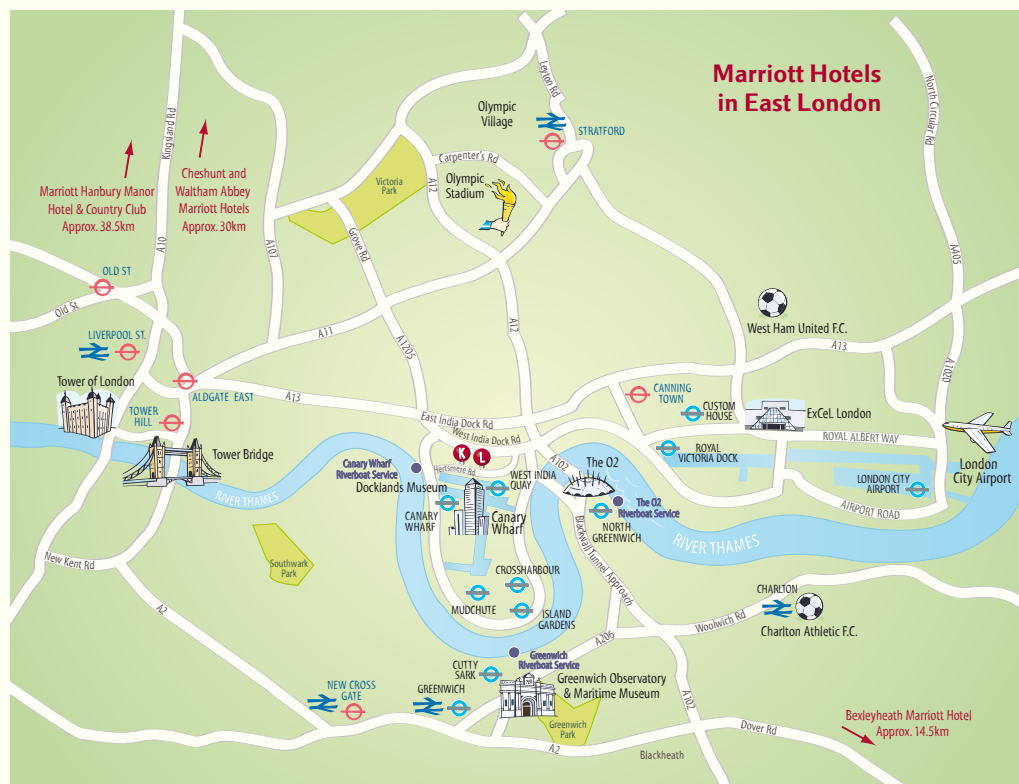 Marriott Hotels
in East London
Leyton Rd
North Circular Rd
Kingsland Rd
Olympic
Village
STRATFORD
Carpenter's Rd
Cheshunt and
Waltham Abbey
Marriott Hotels
Approx. 30km
Marriott Hanbury Manor
Hotel & Country Club
Approx. 38.5km
Victoria
Park
A12
Olympic
Stadium
A10
A107
Grove Rd
A405
OLD ST
Old St
A11
A1205
A12
West Ham United F.C.
A13
A1020
LIVERPOOL ST.
Tower of London
ALDGATE EAST
A13
TOWER
HILL
East India Dock Rd
West India Dock Rd
CANNING
TOWN
CUSTOM
HOUSE
ExCeL London
ROYAL ALBERT WAY
Tower Bridge
K
L
Hertsmere Rd
A102
The O2
ROYAL
VICTORIA DOCK
London
City Airport
Canary Wharf
Riverboat Service
Docklands Museum
WEST INDIA
QUAY
LONDON CITY
AIRPORT
RIVER THAMES
CANARY
WHARF
Canary
Wharf
The O2
Riverboat Service
AIRPORT ROAD
NORTH
GREENWICH
RIVER THAMES
Blackwall Tunnel Approach
New Kent Rd
Southwark
Park
CROSSHARBOUR
MUDCHUTE
ISLAND
GARDENS
CHARLTON
Woolwich Rd
Charlton Athletic F.C.
A2
A206
Greenwich
Riverboat Service
CUTTY
SARK
Greenwich Observatory
& Maritime Museum
NEW CROSS
GATE
GREENWICH
A102
Greenwich
Park
A2
Dover Rd
Blackheath
Bexleyheath Marriott Hotel
Approx. 14.5km